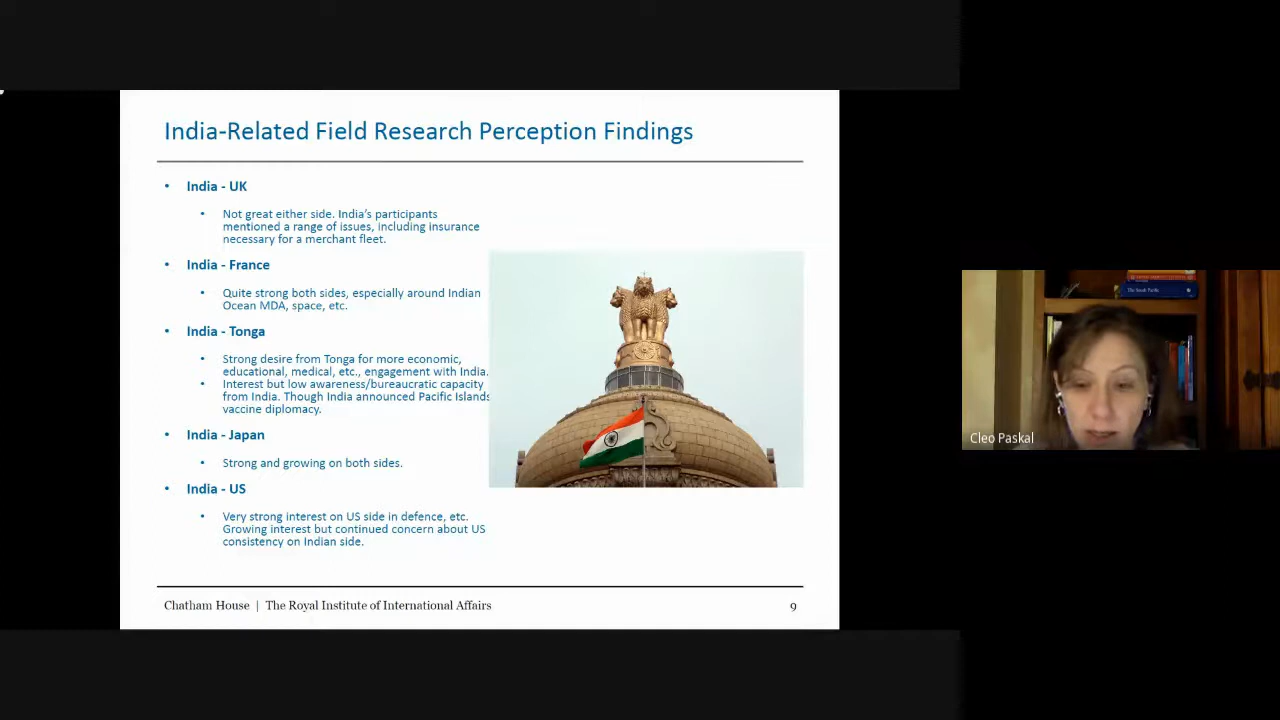 India-Related Field Research Perception Findings
• India - UK
• Not great either side. India's participants
mentioned a range of issues, including insurance
necessary for a merchant fleet.
• India - France
• Quite strong both sides, especially around Indian
Ocean MDA, space, etc.
• India - Tonga
• Strong desire from Tonga for more economic,
educational, medical, etc., engagement with India.
• Interest but low awareness/bureaucratic capacity
from India. Though India announced Pacific Islands
vaccine diplomacy.
• India - Japan
• Strong and growing on both sides.
• India - US
• Very strong interest on US side in defence, etc.
Growing interest but continued concern about US
consistency on Indian side.
Chatham House | The Royal Institute of International Affairs
9
The South Pacific
Cleo Paskal